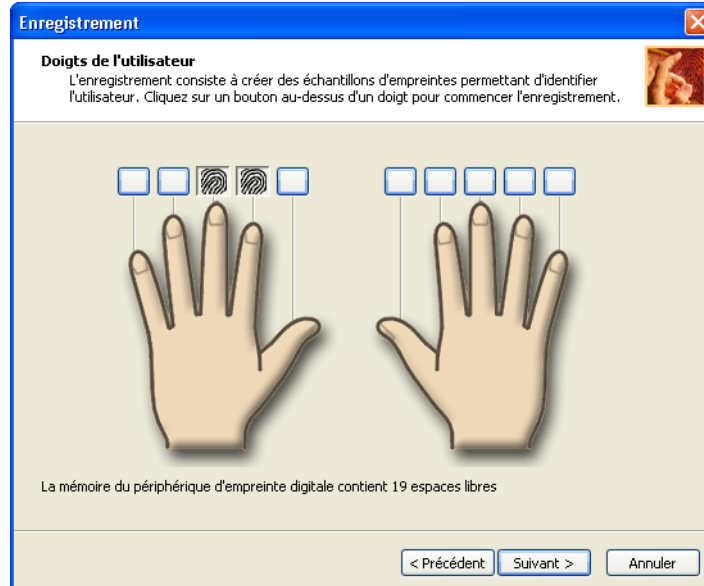 Enregistrement
Doigts de l'utilisateur
L'enregistrement consiste à créer des échantillons d'empreintes permettant d'identifier
l'utilisateur. Cliquez sur un bouton au-dessus d'un doigt pour commencer l'enregistrement.
La mémoire du périphérique d'empreinte digitale contient 19 espaces libres
< Précédent
Suivant >
Annuler